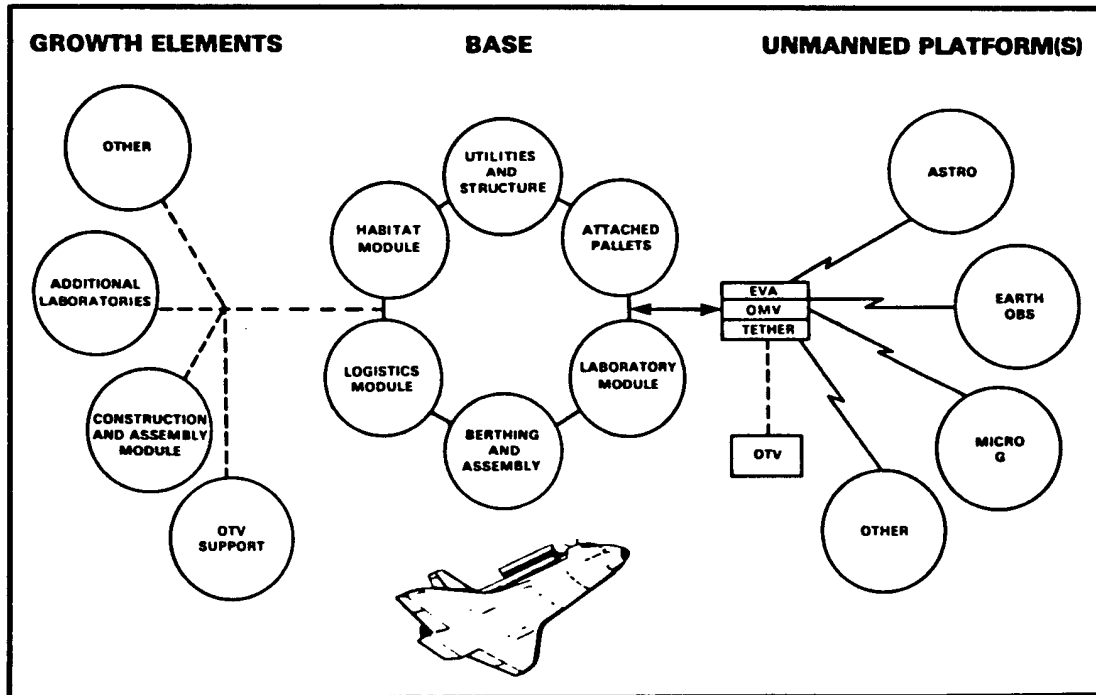 GROWTH ELEMENTS
BASE
UNMANNED PLATFORM(S)
OTHER
ADDITIONAL
LABORATORIES
CONSTRUCTION
AND ASSEMBLY
MODULE
OTV
SUPPORT
UTILITIES
AND
STRUCTURE
HABITAT
MODULE
ATTACHED
PALLETS
LOGISTICS
MODULE
LABORATORY
MODULE
BERTHING
AND
ASSEMBLY
EVA
OMV
TETHER
OTV
ASTRO
EARTH
OBS
MICRO
G
OTHER